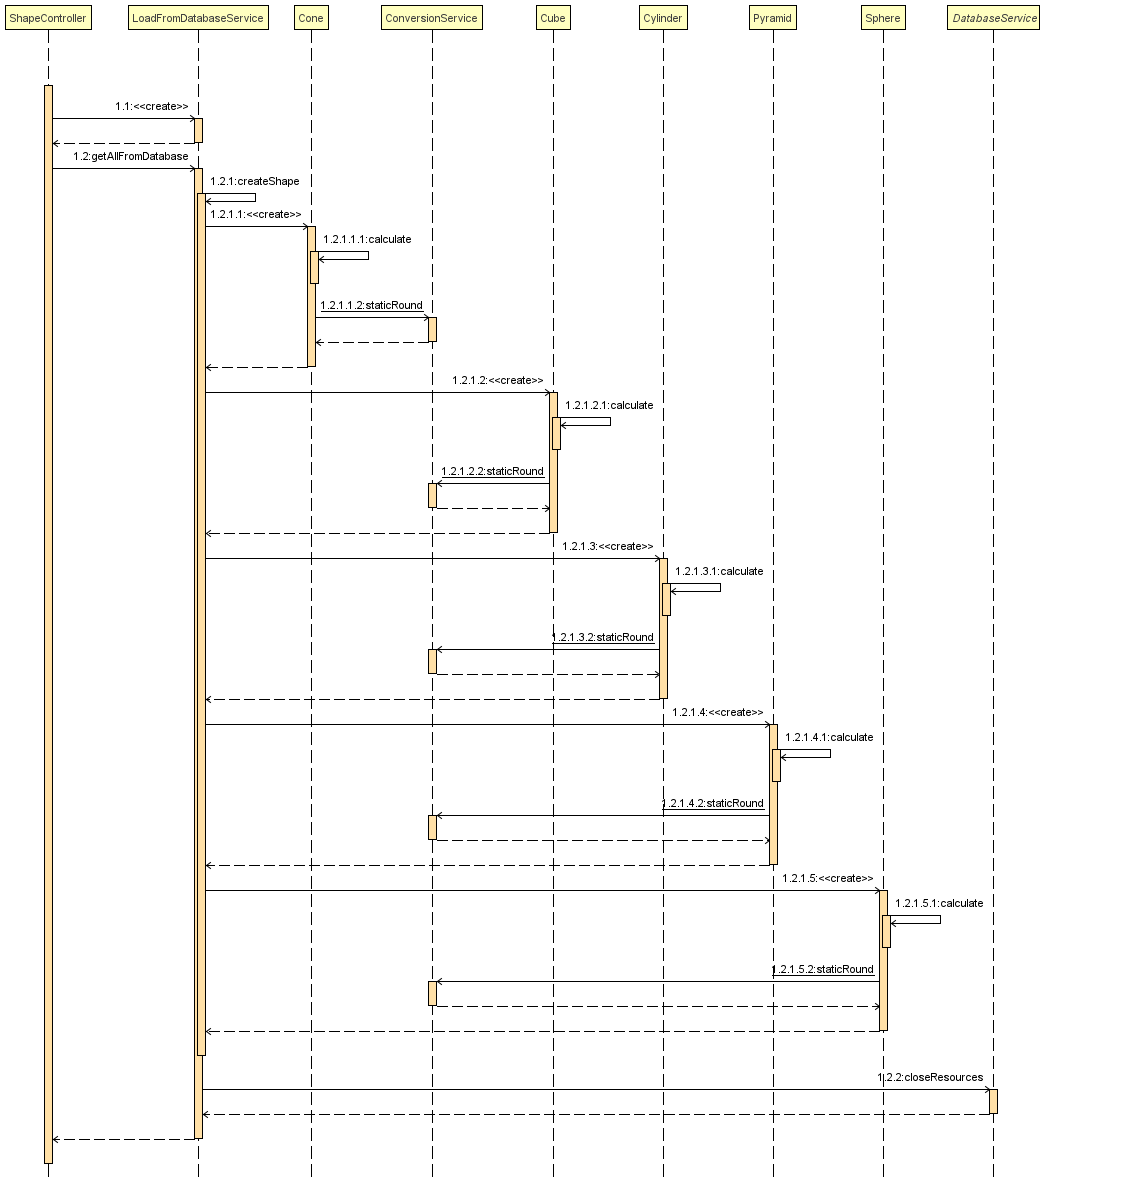 ShapeController
LoadFromDatabaseService
Cone
ConversionService
Cube
Cylinder
Pyramid
Sphere
DatabaseService
1.1:<<create>>
1.2:getAllFromDatabase
1.2.1:createShape
1.2.1.1:<<create>>
1.2.1.1.1:calculate
1.2.1.1.2:staticRound
1.2.1.2:<<create>>
1.2.1.2.1:calculate
1.2.1.2.2:staticRound
1.2.1.3:<<create>>
1.2.1.3.1:calculate
1.2.1.3.2:staticRound
1.2.1.4:<<create>>
1.2.1.4.1:calculate
1.2.1.4.2:staticRound
1.2.1.5:<<create>>
1.2.1.5.1:calculate
1.2.1.5.2:staticRound
1.2.2:closeResources